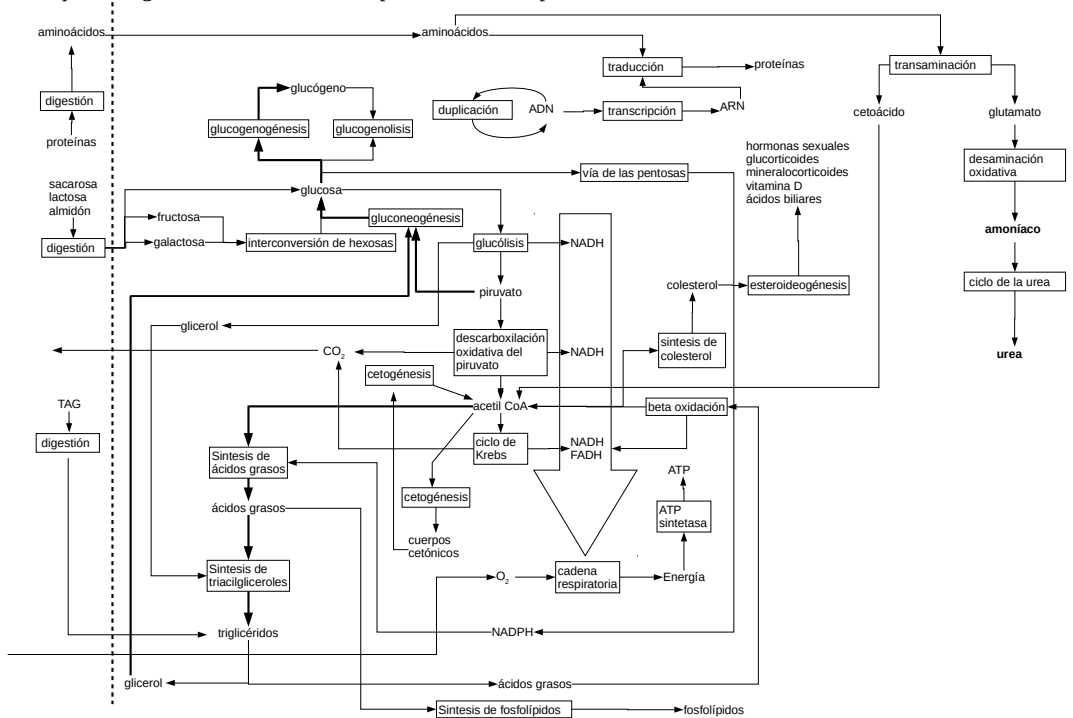 aminoácidos
aminoácidos
traducción
proteínas
transaminación
digestión
glucógeno
duplicación
ADN
transcripción
ARN
cetoácido
glutamato
proteínas
glucogenogénesis
glucogenolisis
hormonas sexuales
glucorticoides
mineralocorticoides
vitamina D
ácidos biliares
desaminación
oxidativa
sacarosa
lactosa
almidón
glucosa
vía de las pentosas
fructosa
gluconeogénesis
amoníaco
digestión
galactosa
interconversión de hexosas
glucólisis
NADH
piruvato
colesterol
esteroideogénesis
ciclo de la urea
glicerol
descarboxilación
oxidativa del
piruvato
NADH
sintesis de
colesterol
CO2
urea
cetogénesis
TAG
acetil CoA
beta oxidación
digestión
Sintesis de
ácidos grasos
ciclo de
Krebs
NADH
FADH
ATP
cetogénesis
ácidos grasos
ATP
sintetasa
cuerpos
cetónicos
Sintesis de
triacilgliceroles
O2
cadena
respiratoria
Energía
triglicéridos
NADPH
glicerol
ácidos grasos
Sintesis de fosfolípidos
fosfolípidos